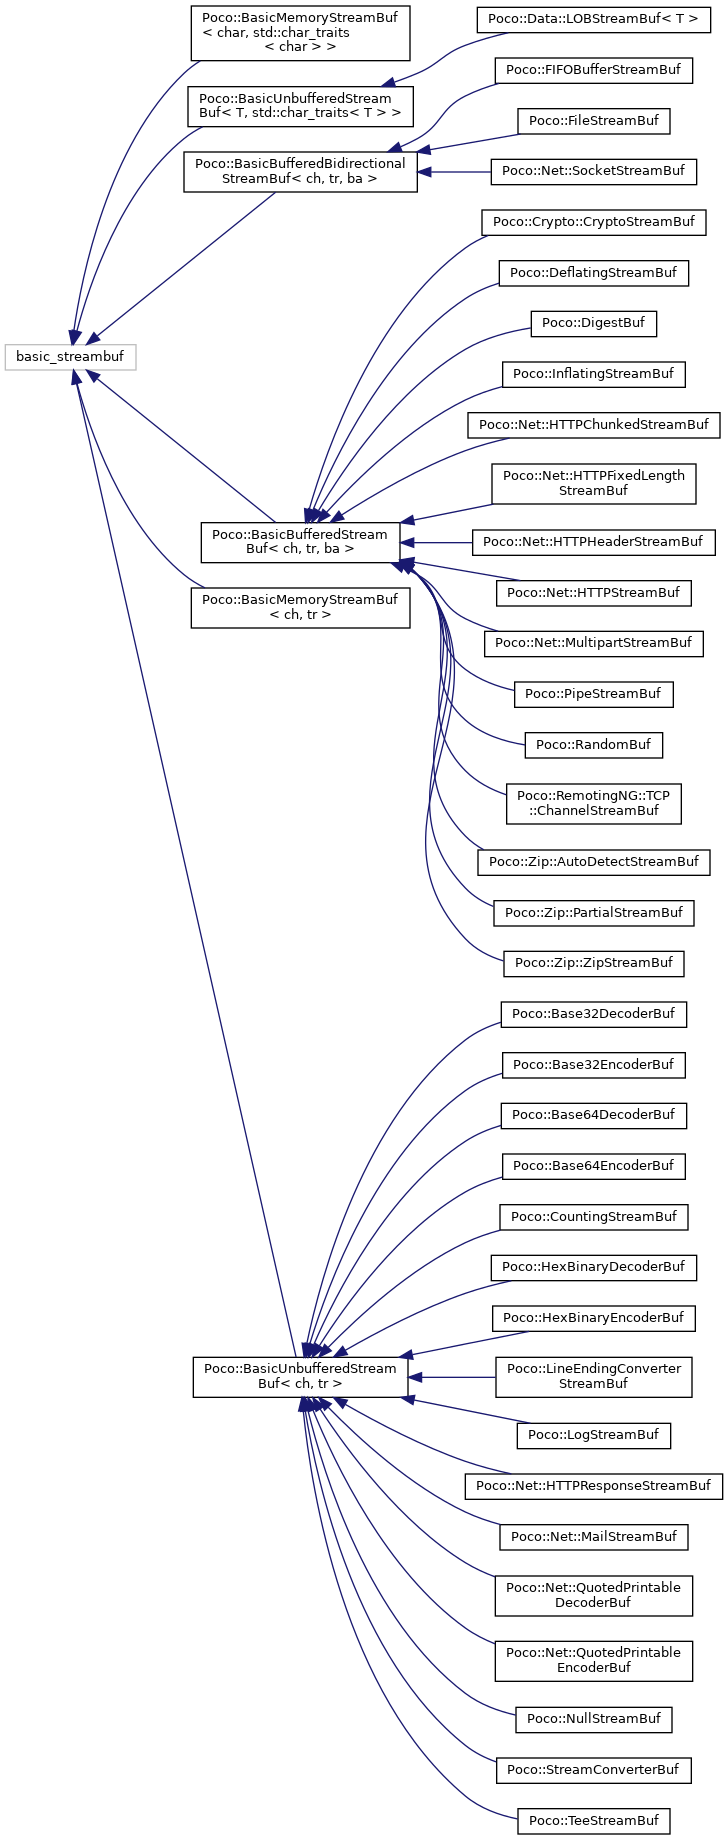 Poco::BasicMemoryStreamBuf
< char, std::char_traits
< char > >
Poco::Data::LOBStreamBuf< T >
Poco::FIFOBufferStreamBuf
Poco::BasicUnbufferedStream
Buf< T, std::char_traits< T > >
Poco::FileStreamBuf
Poco::BasicBufferedBidirectional
StreamBuf< ch, tr, ba >
Poco::Net::SocketStreamBuf
Poco::Crypto::CryptoStreamBuf
Poco::DeflatingStreamBuf
Poco::DigestBuf
basic_streambuf
Poco::InflatingStreamBuf
Poco::Net::HTTPChunkedStreamBuf
Poco::Net::HTTPFixedLength
StreamBuf
Poco::BasicBufferedStream
Buf< ch, tr, ba >
Poco::Net::HTTPHeaderStreamBuf
Poco::Net::HTTPStreamBuf
Poco::BasicMemoryStreamBuf
< ch, tr >
Poco::Net::MultipartStreamBuf
Poco::PipeStreamBuf
Poco::RandomBuf
Poco::RemotingNG::TCP
::ChannelStreamBuf
Poco::Zip::AutoDetectStreamBuf
Poco::Zip::PartialStreamBuf
Poco::Zip::ZipStreamBuf
Poco::Base32DecoderBuf
Poco::Base32EncoderBuf
Poco::Base64DecoderBuf
Poco::Base64EncoderBuf
Poco::CountingStreamBuf
Poco::HexBinaryDecoderBuf
Poco::HexBinaryEncoderBuf
Poco::BasicUnbufferedStream
Buf< ch, tr >
Poco::LineEndingConverter
StreamBuf
Poco::LogStreamBuf
Poco::Net::HTTPResponseStreamBuf
Poco::Net::MailStreamBuf
Poco::Net::QuotedPrintable
DecoderBuf
Poco::Net::QuotedPrintable
EncoderBuf
Poco::NullStreamBuf
Poco::StreamConverterBuf
Poco::TeeStreamBuf